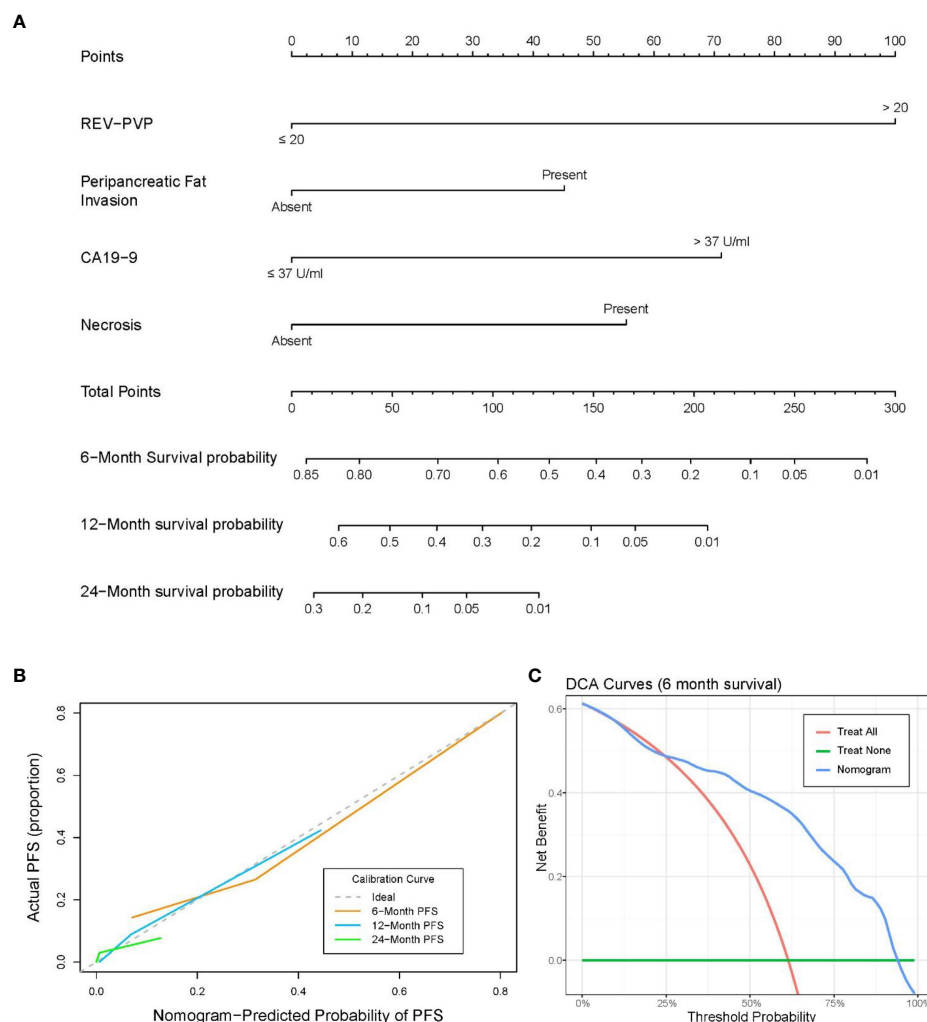 A
0 10 20 30 40 50 60 70 80 90 100
Points
> 20
REV−PVP
≤ 20
Present
Peripancreatic Fat
Invasion
Absent
> 37 U/ml
CA19−9
≤ 37 U/ml
Present
Necrosis
Absent
Total Points
0 50 100 150 200 250 300
6−Month Survival probability
0.85 0.80 0.70 0.6 0.5 0.4 0.3 0.2 0.1 0.05 0.01
12−Month survival probability
0.6 0.5 0.4 0.3 0.2 0.1 0.05 0.01
24−Month survival probability
0.3 0.2 0.1 0.05 0.01
B
Actual PFS (proportion)
0.8
0.6
0.4
0.2
0.0
Calibration Curve
Ideal
6−Month PFS
12−Month PFS
24−Month PFS
0.0 0.2 0.4 0.6 0.8
Nomogram−Predicted Probability of PFS
C
DCA Curves (6 month survival)
Net Benefit
0.6
0.4
0.2
0.0
Treat All
Treat None
Nomogram
0% 25% 50% 75% 100%
Threshold Probability